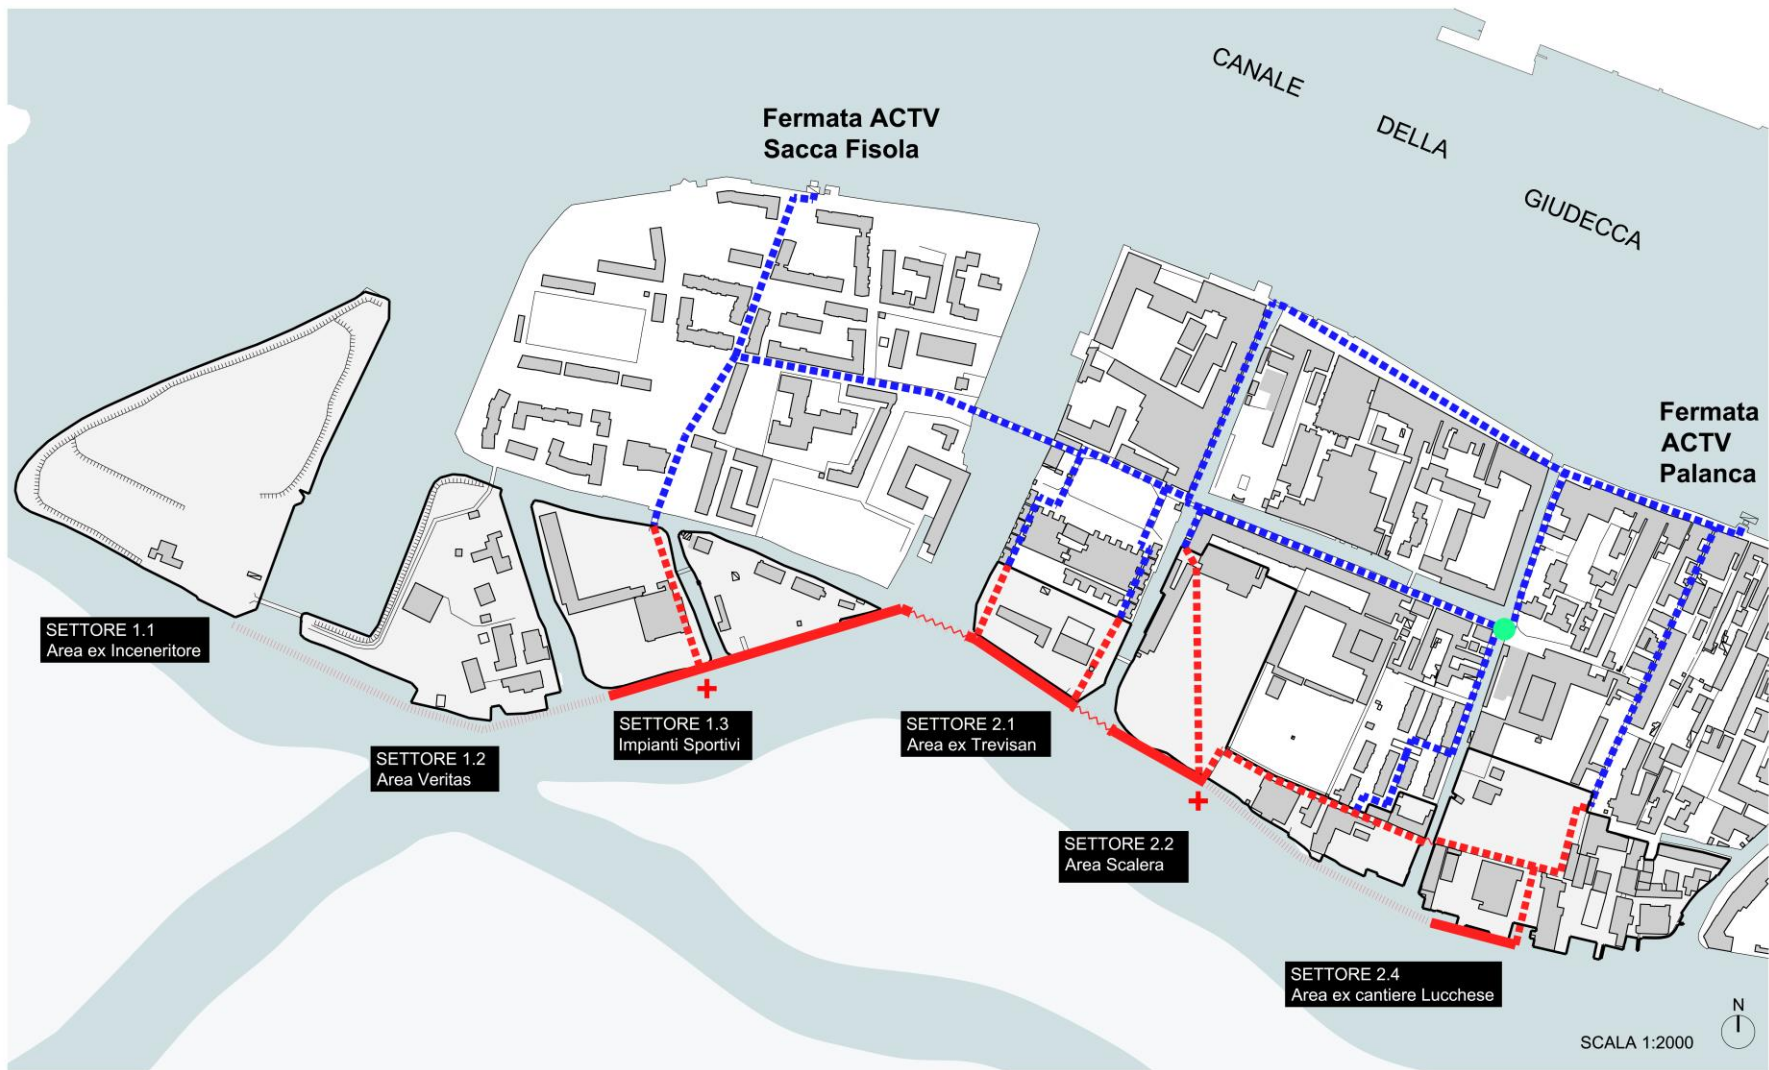 CANALE
DELLA
GIUDECCA
Fermata ACTV
Sacca Fisola
Fermata
ACTV
Palanca
SETTORE 1.1
Area ex Inceneritore
SETTORE 1.2
Area Veritas
SETTORE 1.3
Impianti Sportivi
SETTORE 2.1
Area ex Trevisan
SETTORE 2.2
Area Scalera
SETTORE 2.4
Area ex cantiere Lucchese
N
SCALA 1:2000